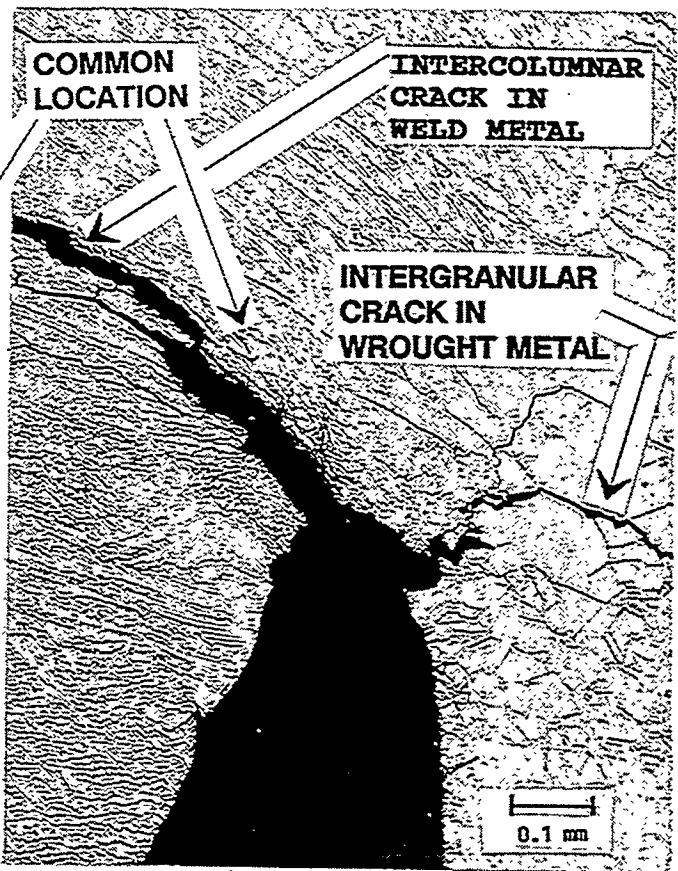 COMMON
LOCATION
INTERCOLUMNAR
CRACK IN
WELD METAL
INTERGRANULAR
CRACK IN
WROUGHT METAL
0.1 mm